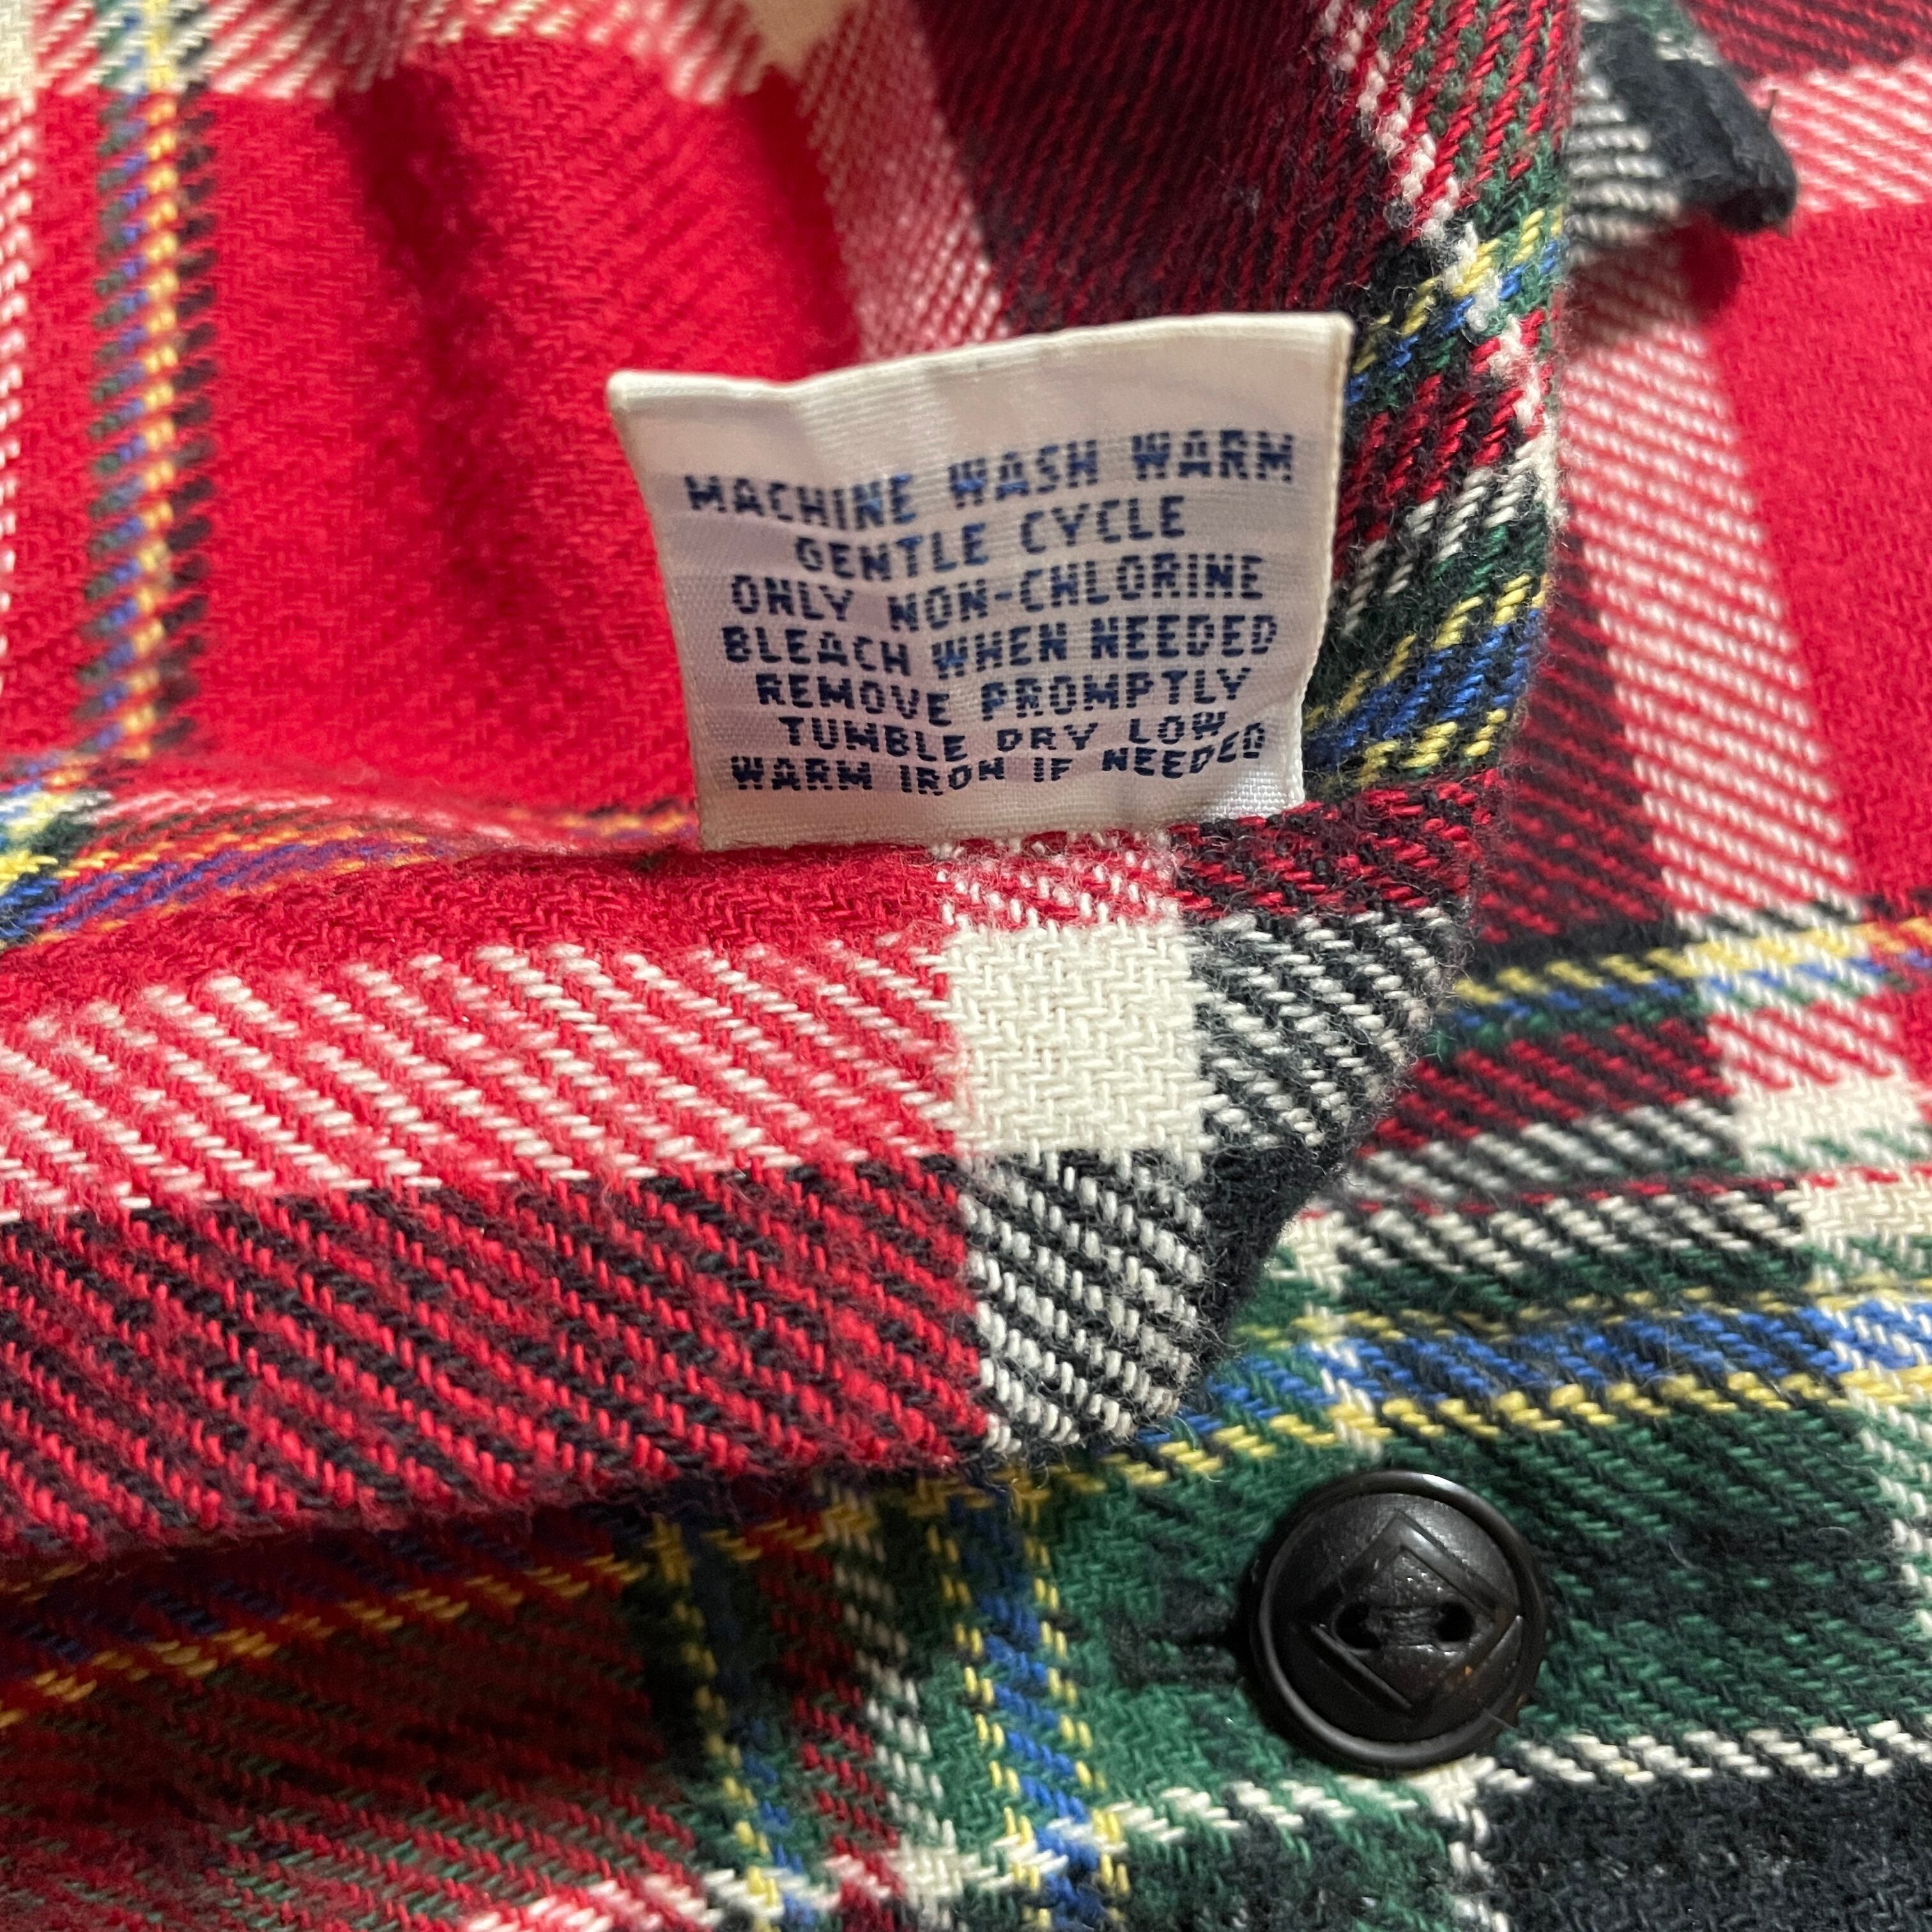 MACHINE WASH WARM
GENTLE CYCLE
ONLY NON-CHLORINE
BLEACH WHEN NEEDED
REMOVE PROMPTLY
TUMBLE DRY LOW
WARM IRON IF NEEDED